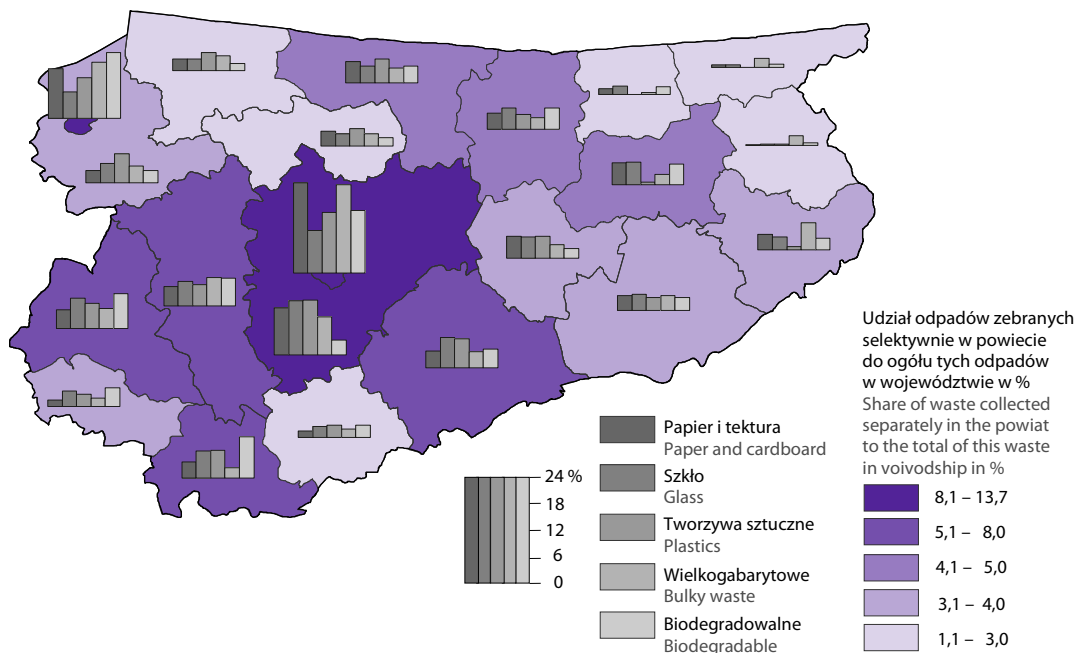 Udział odpadów zebranych
selektywnie w powiecie
do ogółu tych odpadów
w województwie w %
Share of waste collected
separately in the powiat
to the total of this waste
in voivodship in %
8,1 – 13,7
5,1 – 8,0
4,1 – 5,0
3,1 – 4,0
1,1 – 3,0
Papier i tektura
Paper and cardboard
Szkło
Glass
Tworzywa sztuczne
Plastics
Wielkogabarytowe
Bulky waste
Biodegradowalne
Biodegradable
24 %
18
12
6
0